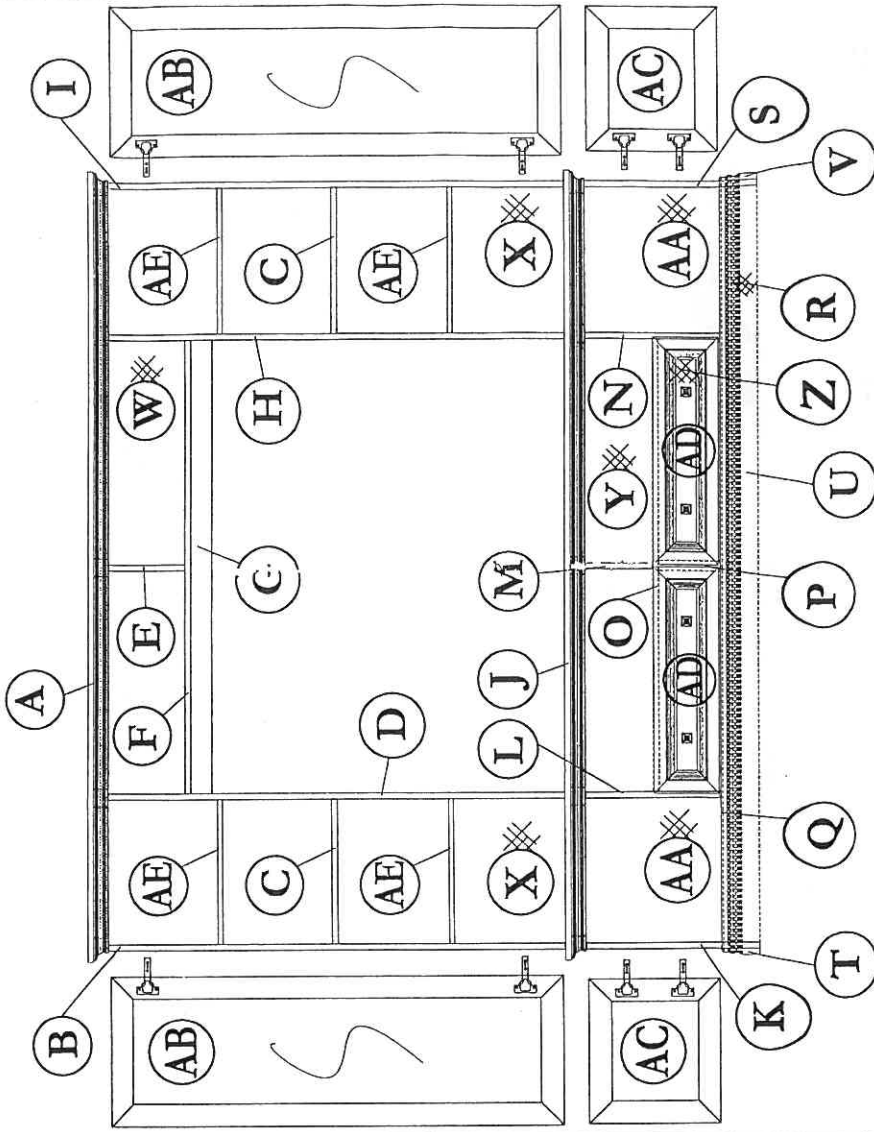 A
B I
AB AE F E W AE AB
C G H C
AE D AE
X L J M X
O Y N
AC AA AD AD AA AC
K S
Q P Z R
T U V